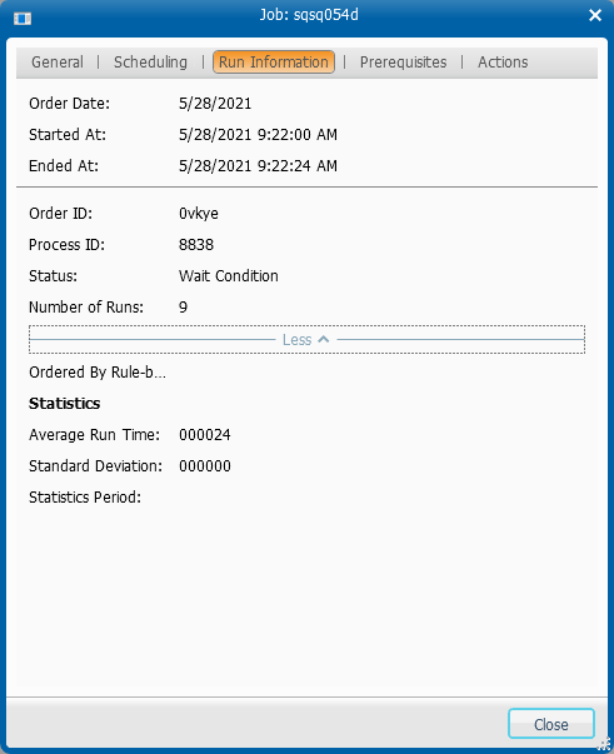 Job: sqsq054d
General | Scheduling | Run Information | Prerequisites | Actions
Order Date: 5/28/2021
Started At: 5/28/2021 9:22:00 AM
Ended At: 5/28/2021 9:22:24 AM
Order ID: 0vkye
Process ID: 8838
Status: Wait Condition
Number of Runs: 9
Less
Ordered By Rule-b...
Statistics
Average Run Time: 000024
Standard Deviation: 000000
Statistics Period:
Close